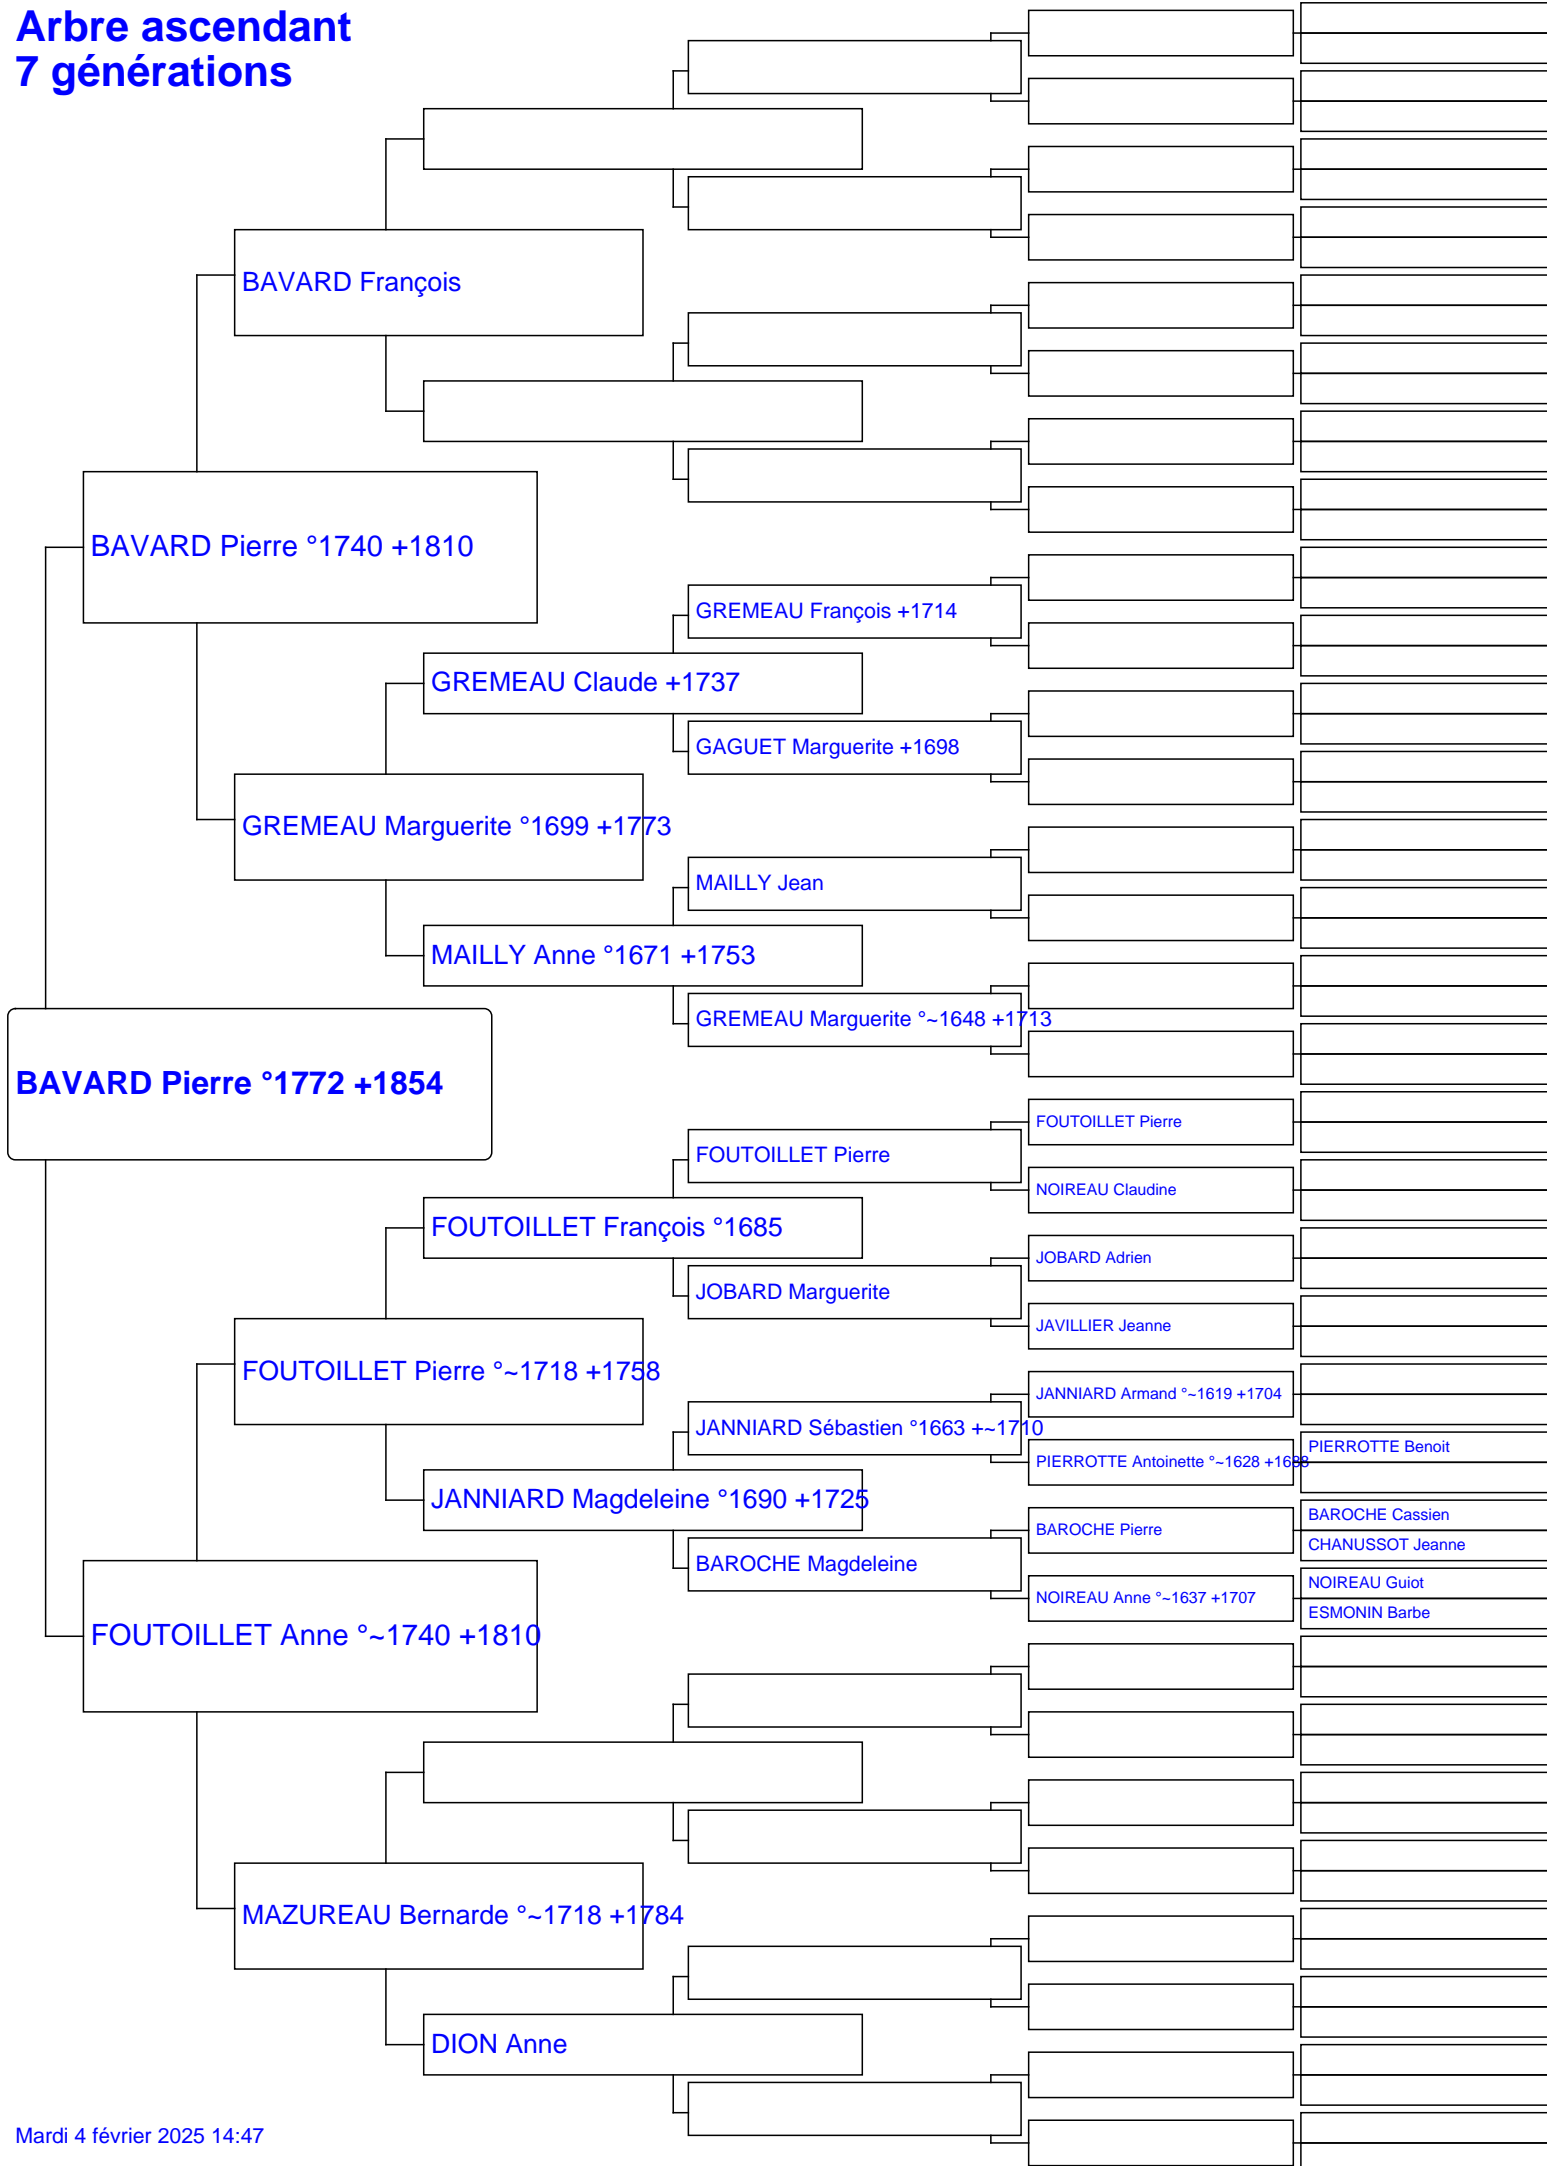 Arbre ascendant
7 générations
BAVARD François
BAVARD Pierre °1740 +1810
GREMEAU François +1714
GREMEAU Claude +1737
GAGUET Marguerite +1698
GREMEAU Marguerite °1699 +1773
MAILLY Jean
MAILLY Anne °1671 +1753
GREMEAU Marguerite °~1648 +1713
BAVARD Pierre °1772 +1854
FOUTOILLET Pierre
FOUTOILLET Pierre
NOIREAU Claudine
FOUTOILLET François °1685
JOBARD Adrien
JOBARD Marguerite
JAVILLIER Jeanne
FOUTOILLET Pierre °~1718 +1758
JANNIARD Armand °~1619 +1704
JANNIARD Sébastien °1663 +~1710
PIERROTTE Benoit
PIERROTTE Antoinette °~1628 +1688
JANNIARD Magdeleine °1690 +1725
BAROCHE Cassien
BAROCHE Pierre
CHANUSSOT Jeanne
BAROCHE Magdeleine
NOIREAU Guiot
NOIREAU Anne °~1637 +1707
ESMONIN Barbe
FOUTOILLET Anne °~1740 +1810
MAZUREAU Bernarde °~1718 +1784
DION Anne
Mardi 4 février 2025 14:47